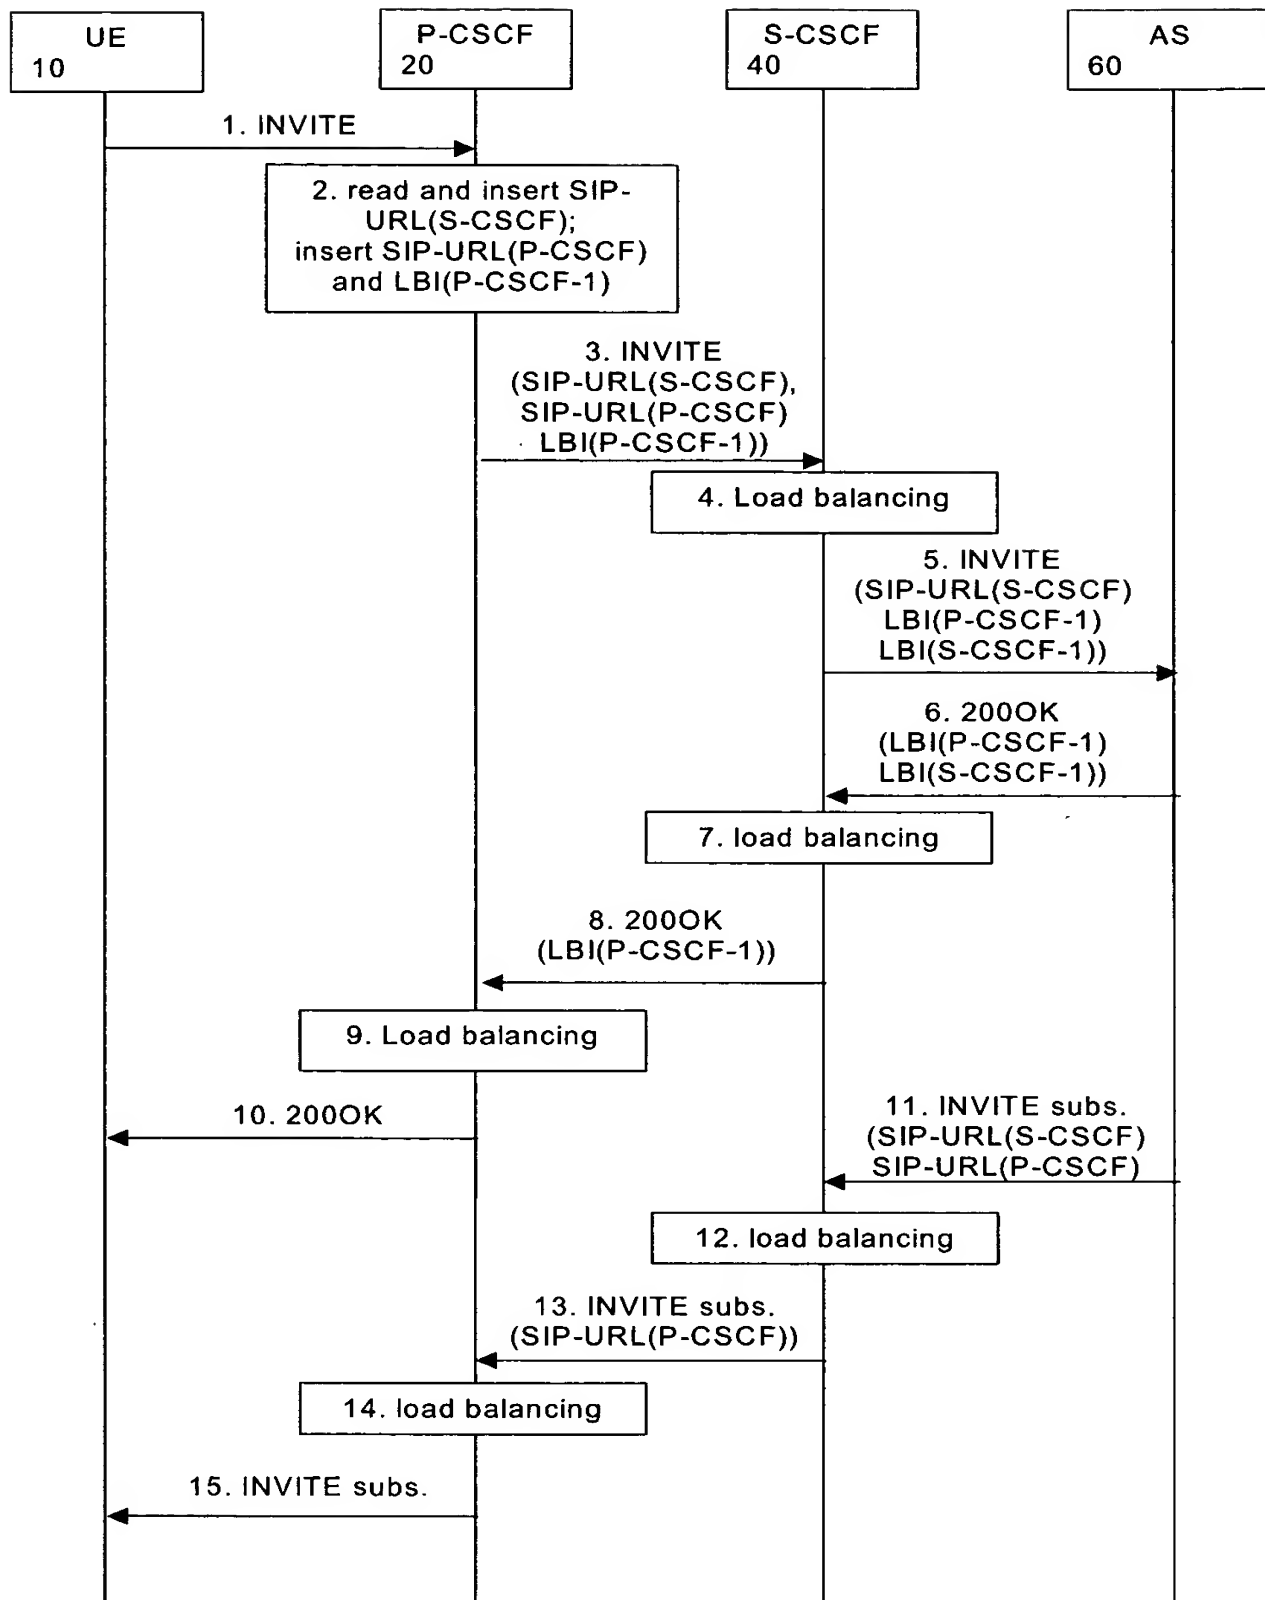 UE
10
P-CSCF
20
S-CSCF
40
AS
60
1. INVITE
2. read and insert SIP-
URL(S-CSCF);
insert SIP-URL(P-CSCF)
and LBI(P-CSCF-1)
3. INVITE
(SIP-URL(S-CSCF),
SIP-URL(P-CSCF)
LBI(P-CSCF-1))
4. Load balancing
5. INVITE
(SIP-URL(S-CSCF)
LBI(P-CSCF-1)
LBI(S-CSCF-1))
6. 200OK
(LBI(P-CSCF-1)
LBI(S-CSCF-1))
7. load balancing
8. 200OK
(LBI(P-CSCF-1))
9. Load balancing
10. 200OK
11. INVITE subs.
(SIP-URL(S-CSCF)
SIP-URL(P-CSCF)
12. load balancing
13. INVITE subs.
(SIP-URL(P-CSCF))
14. load balancing
15. INVITE subs.